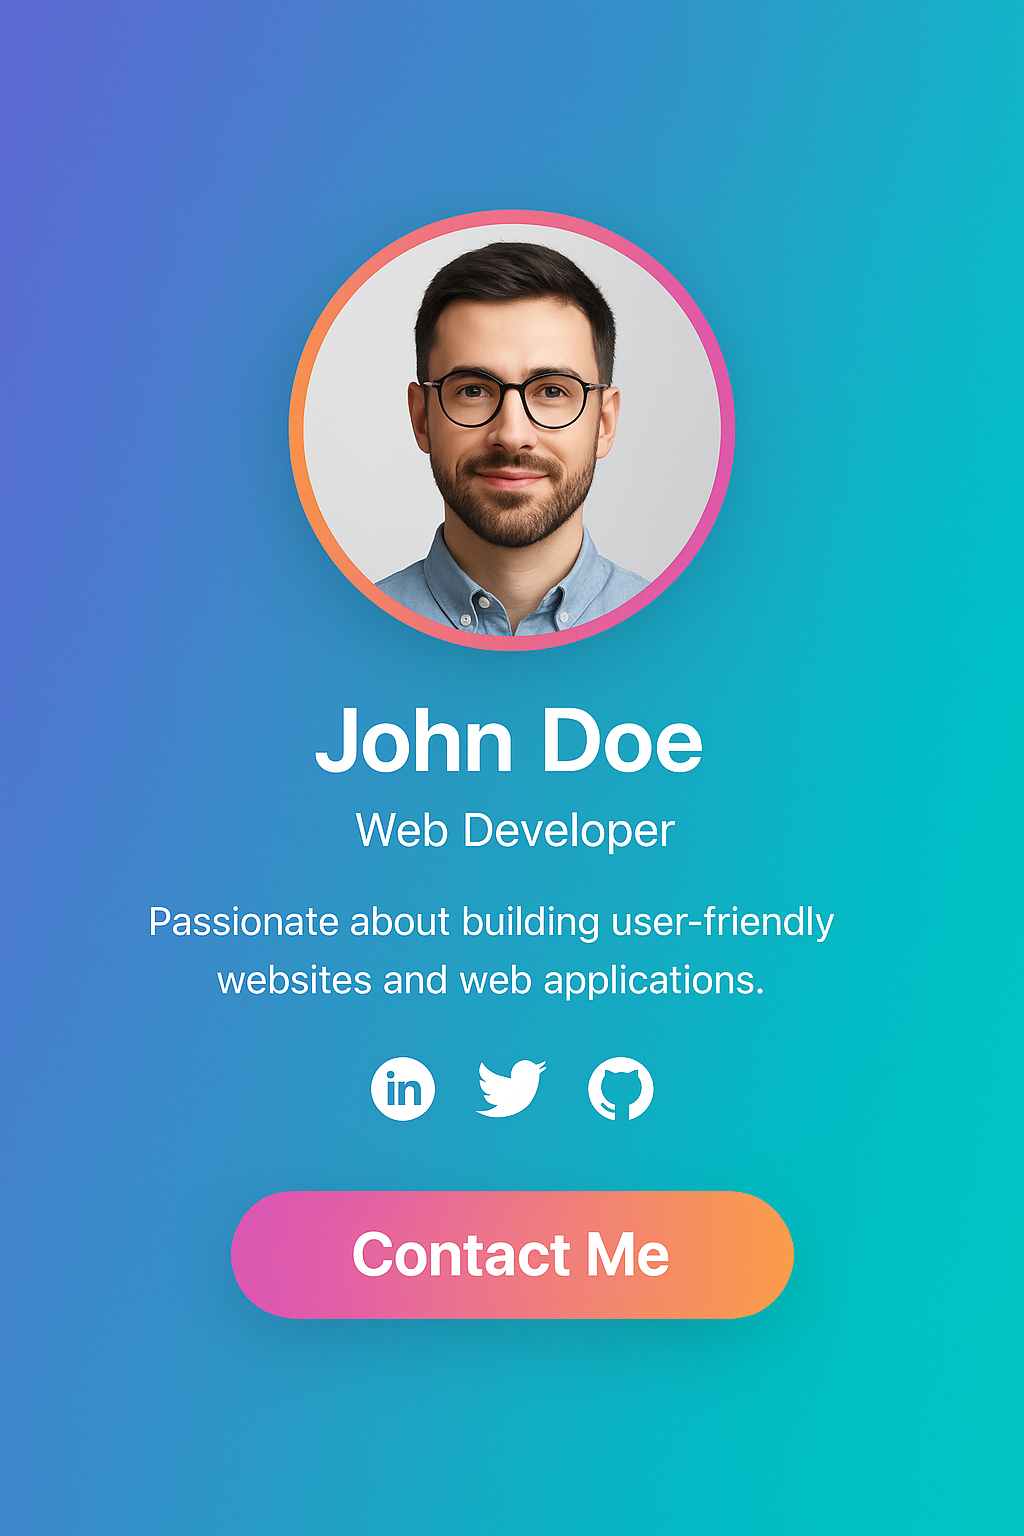 John Doe
Web Developer
Passionate about building user-friendly
websites and web applications.
in
Contact Me